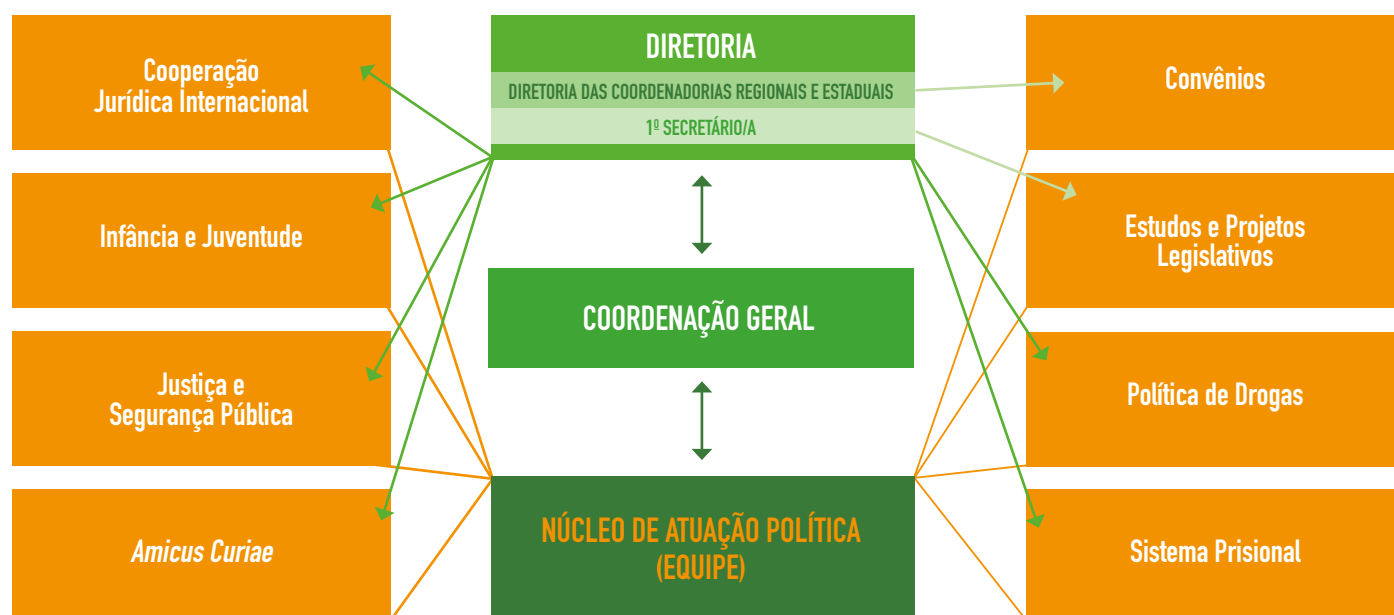 Cooperação
Jurídica Internacional
Infância e Juventude
Justiça e
Segurança Pública
Amicus Curiae
DIRETORIA
DIRETORIA DAS COORDENADORIAS REGIONAIS E ESTADUAIS
1º SECRETÁRIO/A
COORDENAÇÃO GERAL
NÚCLEO DE ATUAÇÃO POLÍTICA
(EQUIPE)
Convênios
Estudos e Projetos
Legislativos
Política de Drogas
Sistema Prisional